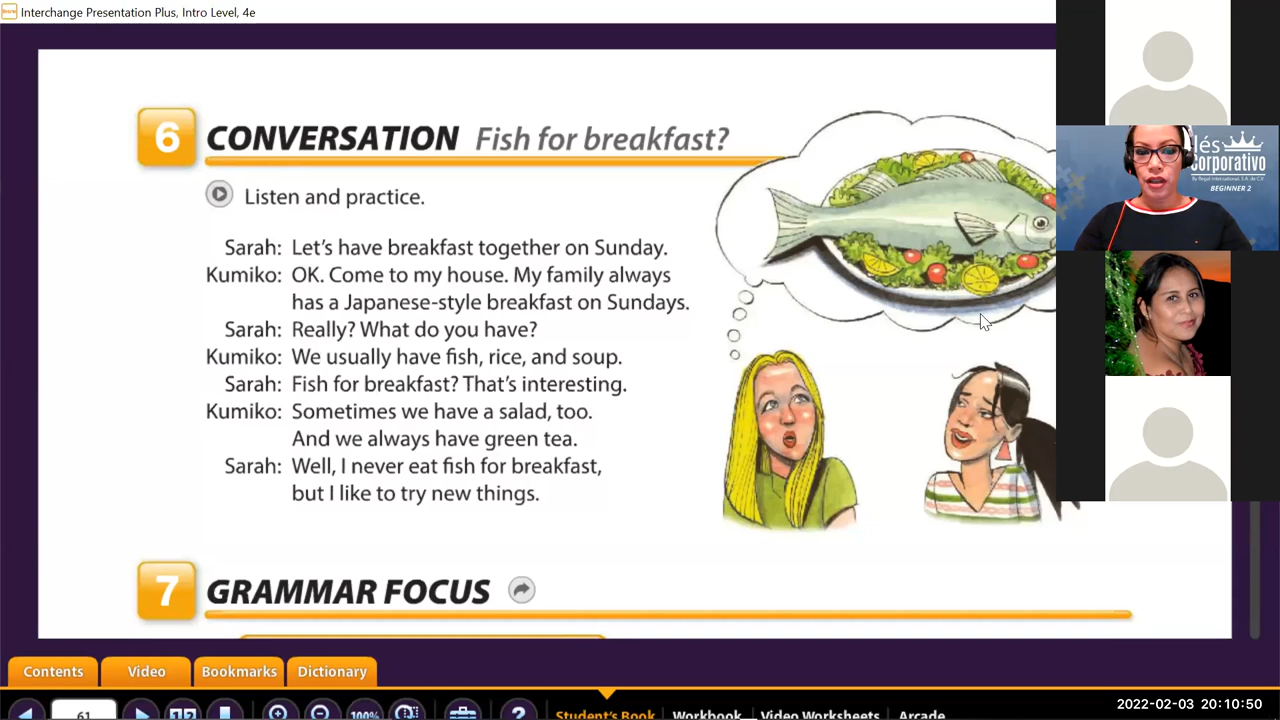 Interchange Presentation Plus, Intro Level, 4e
6 CONVERSATION Fish for breakfast?
Listen and practice.
Sarah: Let's have breakfast together on Sunday.
Kumiko: OK. Come to my house. My family always
has a Japanese-style breakfast on Sundays.
Sarah: Really? What do you have?
Kumiko: We usually have fish, rice, and soup.
Sarah: Fish for breakfast? That's interesting.
Kumiko: Sometimes we have a salad, too.
And we always have green tea.
Sarah: Well, I never eat fish for breakfast,
but I like to try new things.
7 GRAMMAR FOCUS
lés
corporativo
By Regal International, S.A. de C.V.
BEGINNER 2
Contents Video Bookmarks Dictionary
61 100% ? Student's Book Workbook Video Worksheets Arcade
2022-02-03 20:10:50